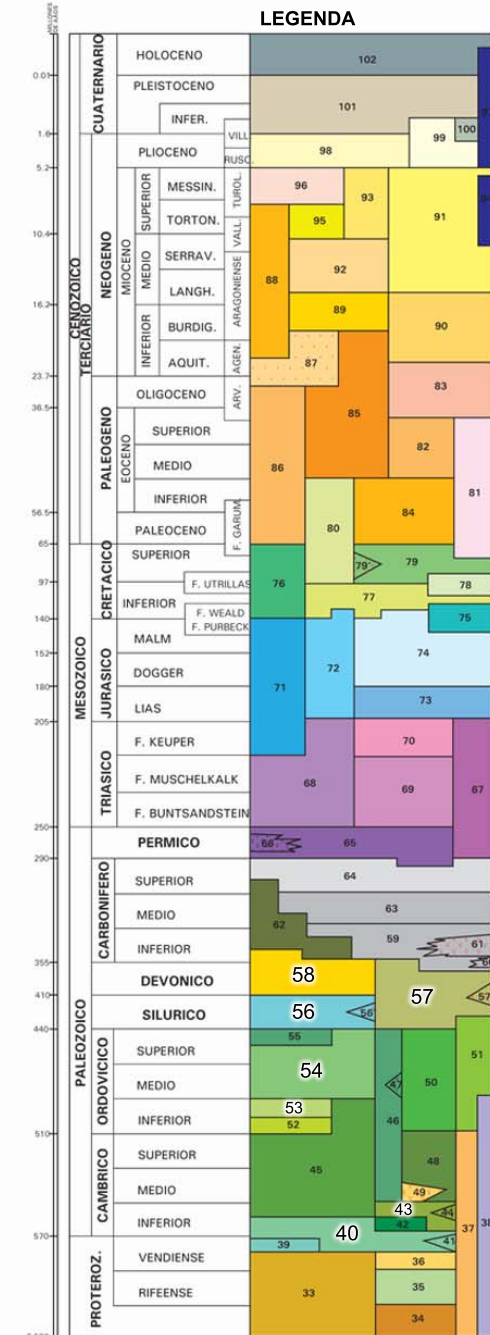 LEGENDA
MILLONES DE AÑOS
CUATERNARIO
HOLOCENO
102
0.01
PLEISTOCENO
101
INFER.
99
100
1.6
VILL
PLIOCENO
98
RUSC.
5.2
CENOZOICO
TERCIARIO
NEOGENO
MIOCENO
SUPERIOR
MESSIN.
TUROL.
96
93
91
TORTON.
95
VALL.
10.4
MEDIO
SERRAV.
92
ARAGONIENSE
88
LANGH.
16.2
89
INFERIOR
BURDIG.
90
AQUIT.
AGEN.
87
23.7
83
OLIGOCENO
ARV.
36.5
85
PALEOGENO
EOCENO
SUPERIOR
82
MEDIO
86
81
INFERIOR
56.5
F. GARUM.
84
80
PALEOCENO
65
MESOZOICO
CRETACICO
SUPERIOR
79
79'
76
97
F. UTRILLAS
78
INFERIOR
77
F. WEALD
75
140
F. PURBECK
JURASICO
MALM
74
152
DOGGER
72
71
180
LIAS
73
205
TRIASICO
F. KEUPER
70
F. MUSCHELKALK
68
69
67
F. BUNTSANDSTEIN
250
PALEOZOICO
PERMICO
66
65
290
CARBONIFERO
SUPERIOR
64
MEDIO
63
62
59
61
INFERIOR
355
DEVONICO
58
57
410
SILURICO
56
56'
440
ORDOVICICO
55
SUPERIOR
51
54
MEDIO
47
50
53
46
INFERIOR
52
510
CAMBRICO
SUPERIOR
48
45
MEDIO
49
43
44
INFERIOR
42
37
40
570
39
41
PROTEROZ.
VENDIENSE
36
RIFEENSE
33
35
34